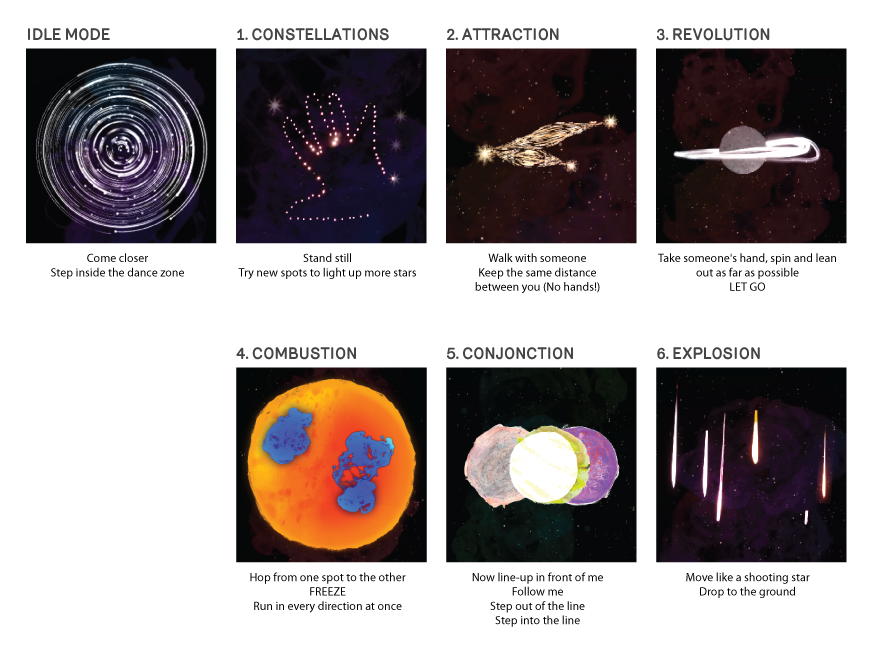 IDLE MODE
Come closer
Step inside the dance zone
1. CONSTELLATIONS
Stand still
Try new spots to light up more stars
2. ATTRACTION
Walk with someone
Keep the same distance
between you (No hands!)
3. REVOLUTION
Take someone's hand, spin and lean
out as far as possible
LET GO
4. COMBUSTION
Hop from one spot to the other
FREEZE
Run in every direction at once
5. CONJONCTION
Now line-up in front of me
Follow me
Step out of the line
Step into the line
6. EXPLOSION
Move like a shooting star
Drop to the ground